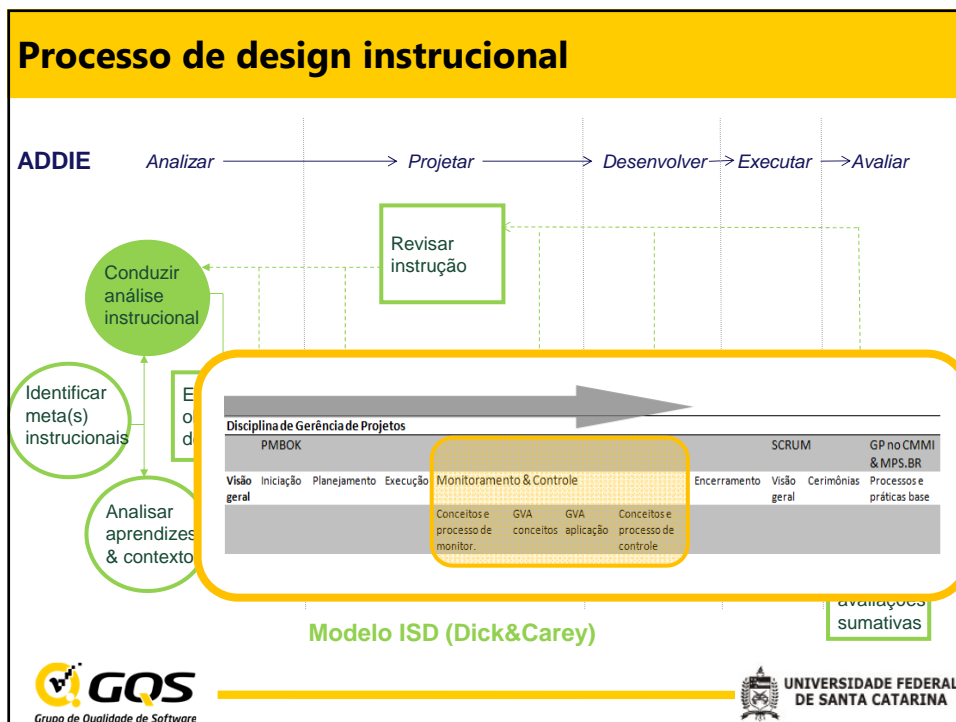 Processo de design instrucional
ADDIE
Analizar
Projetar
Desenvolver
Executar
Avaliar
Revisar
instrução
Conduzir
análise
instrucional
Identificar
meta(s)
instrucionais
E
o
de
Analisar
aprendizes
& contexto
Disciplina de Gerência de Projetos
PMBOK
SCRUM
GP no CMMI
& MPS.BR
Visão
geral
Iniciação
Planejamento
Execução
Monitoramento & Controle
Encerramento
Visão
geral
Cerimônias
Processos e
práticas base
Conceitos e
processo de
monitor.
GVA
conceitos
GVA
aplicação
Conceitos e
processo de
controle
avaliações
sumativas
Modelo ISD (Dick&Carey)
GQS
Grupo de Qualidade de Software
UNIVERSIDADE FEDERAL
DE SANTA CATARINA